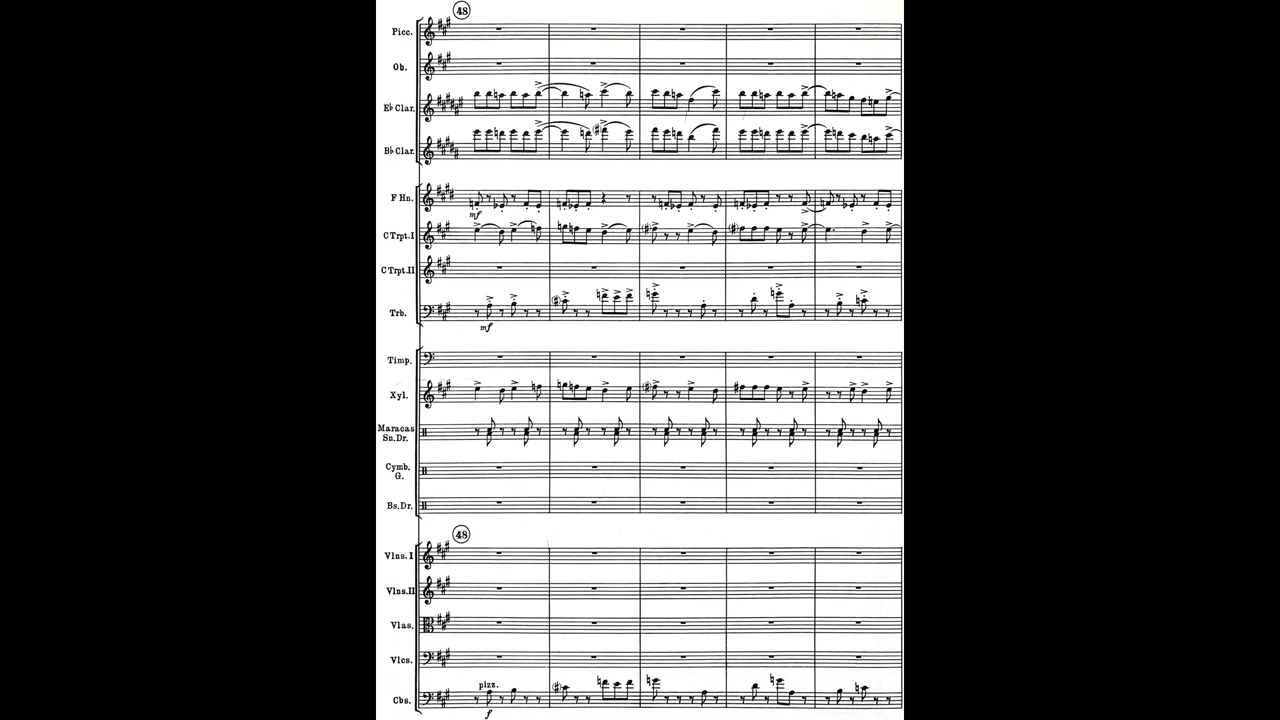 48
Picc.
Ob.
E♭ Clar.
B♭ Clar.
F Hn.
mf
C Trpt. I
C Trpt. II
Trb.
mf
Timp.
Xyl.
Maracas
Sn. Dr.
Cymb.
G.
Bs. Dr.
48
Vlns. I
Vlns. II
Vlas.
Vlcs.
pizz.
Cbs.
f